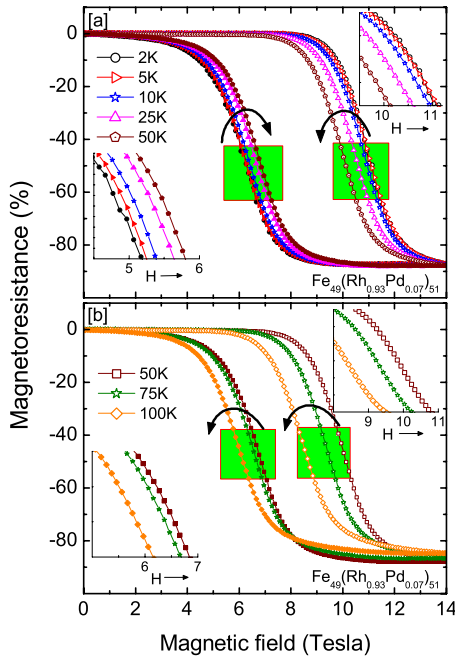 [a]
0
-20
-40
-60
-80
2K
5K
10K
25K
50K
10 11
H
5 6
H
Fe49(Rh0.93Pd0.07)51
Magnetoresistance (%)
[b]
0
-20
-40
-60
-80
50K
75K
100K
9 10 11
H
6 7
H
Fe49(Rh0.93Pd0.07)51
0 2 4 6 8 10 12 14
Magnetic field (Tesla)